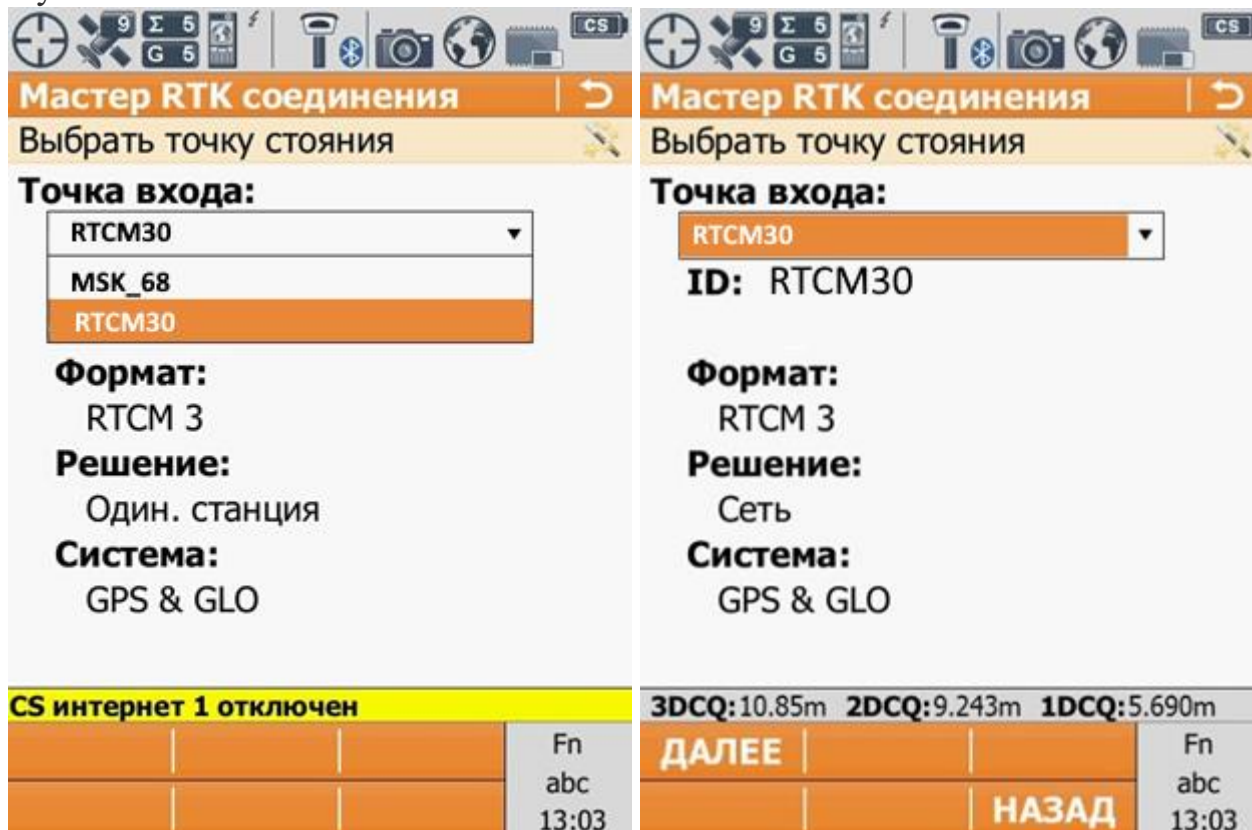 9 Σ 5 CS
G 5
Мастер RTK соединения
Выбрать точку стояния
Точка входа:
RTCM30
MSK_68
RTCM30
Формат:
RTCM 3
Решение:
Один. станция
Система:
GPS & GLO
CS интернет 1 отключен
Fn
abc
13:03
9 Σ 5 CS
G 5
Мастер RTK соединения
Выбрать точку стояния
Точка входа:
RTCM30
ID: RTCM30
Формат:
RTCM 3
Решение:
Сеть
Система:
GPS & GLO
3DCQ:10.85m 2DCQ:9.243m 1DCQ:5.690m
ДАЛЕЕ Fn
abc
НАЗАД 13:03